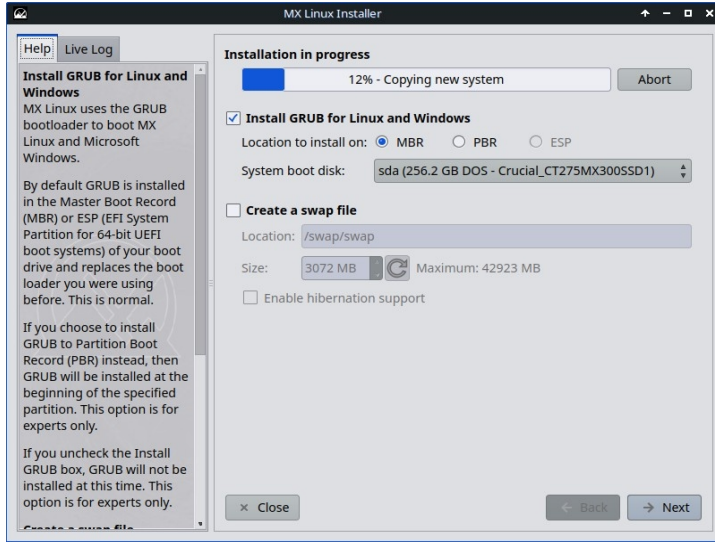 MX Linux Installer
Help
Live Log
Install GRUB for Linux and
Windows
MX Linux uses the GRUB
bootloader to boot MX
Linux and Microsoft
Windows.
By default GRUB is installed
in the Master Boot Record
(MBR) or ESP (EFI System
Partition for 64-bit UEFI
boot systems) of your boot
drive and replaces the boot
loader you were using
before. This is normal.
If you choose to install
GRUB to Partition Boot
Record (PBR) instead, then
GRUB will be installed at the
beginning of the specified
partition. This option is for
experts only.
If you uncheck the Install
GRUB box, GRUB will not be
installed at this time. This
option is for experts only.
Create a swap file
Installation in progress
12% - Copying new system
Abort
Install GRUB for Linux and Windows
Location to install on: MBR PBR ESP
System boot disk: sda (256.2 GB DOS - Crucial_CT275MX300SSD1)
Create a swap file
Location: /swap/swap
Size: 3072 MB Maximum: 42923 MB
Enable hibernation support
Close
Back
Next